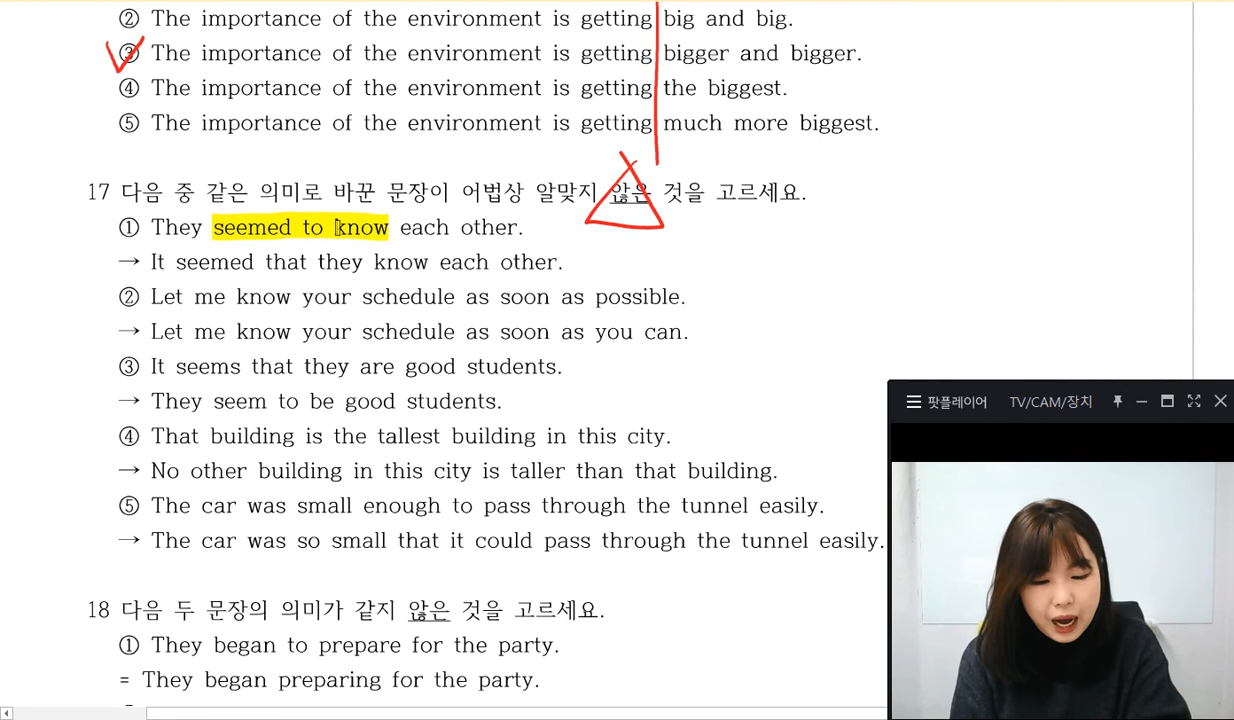 ② The importance of the environment is getting big and big.
③ The importance of the environment is getting bigger and bigger.
④ The importance of the environment is getting the biggest.
⑤ The importance of the environment is getting much more biggest.
17 다음 중 같은 의미로 바꾼 문장이 어법상 알맞지 않은 것을 고르세요.
① They seemed to know each other.
→ It seemed that they know each other.
② Let me know your schedule as soon as possible.
→ Let me know your schedule as soon as you can.
③ It seems that they are good students.
→ They seem to be good students.
④ That building is the tallest building in this city.
→ No other building in this city is taller than that building.
⑤ The car was small enough to pass through the tunnel easily.
→ The car was so small that it could pass through the tunnel easily.
18 다음 두 문장의 의미가 같지 않은 것을 고르세요.
① They began to prepare for the party.
= They began preparing for the party.
팟플레이어 TV/CAM/장치